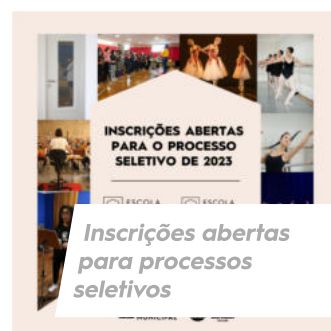 INSCRIÇÕES ABERTAS
PARA O PROCESSO
SELETIVO DE 2023
ESCOLA ESCOLA
Inscrições abertas
para processos
seletivos
MUNICIPAL